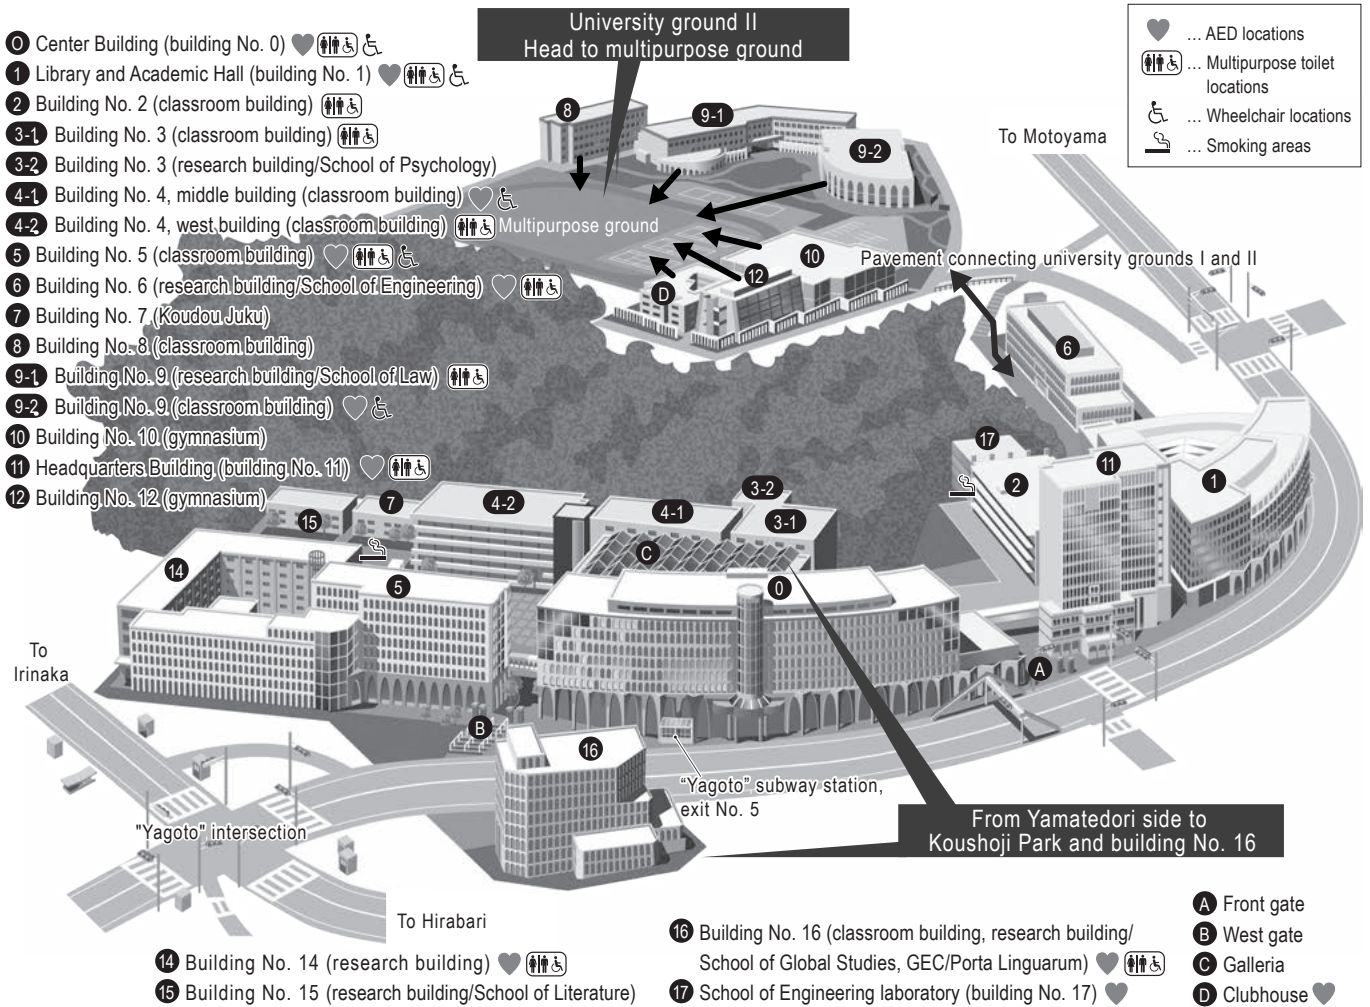 University ground II
Head to multipurpose ground
0 Center Building (building No. 0)
1 Library and Academic Hall (building No. 1)
2 Building No. 2 (classroom building)
3-1 Building No. 3 (classroom building)
3-2 Building No. 3 (research building/School of Psychology)
4-1 Building No. 4, middle building (classroom building)
4-2 Building No. 4, west building (classroom building)
5 Building No. 5 (classroom building)
6 Building No. 6 (research building/School of Engineering)
7 Building No. 7 (Koudou Juku)
8 Building No. 8 (classroom building)
9-1 Building No. 9 (research building/School of Law)
9-2 Building No. 9 (classroom building)
10 Building No. 10 (gymnasium)
11 Headquarters Building (building No. 11)
12 Building No. 12 (gymnasium)
... AED locations
... Multipurpose toilet
locations
... Wheelchair locations
... Smoking areas
To Motoyama
8
9-1
9-2
Multipurpose ground
10
12
D
Pavement connecting university grounds I and II
6
17
2
11
1
3-2
3-1
4-2
4-1
7
15
C
14
5
0
To
Irinaka
A
B
16
"Yagoto" subway station,
exit No. 5
"Yagoto" intersection
From Yamatedori side to
Koushoji Park and building No. 16
To Hirabari
14 Building No. 14 (research building)
15 Building No. 15 (research building/School of Literature)
16 Building No. 16 (classroom building, research building/
School of Global Studies, GEC/Porta Linguarum)
17 School of Engineering laboratory (building No. 17)
A Front gate
B West gate
C Galleria
D Clubhouse